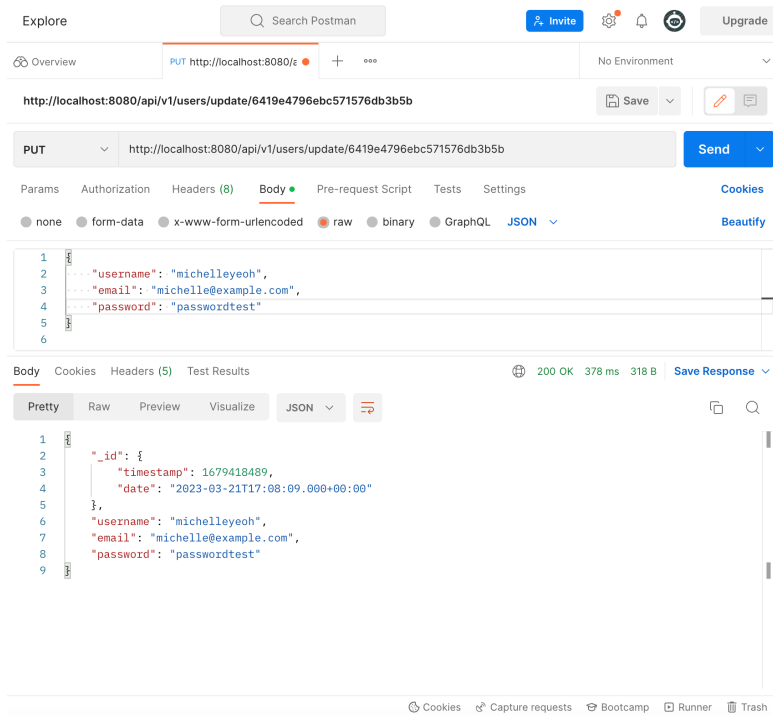 Explore Search Postman Invite Upgrade
Overview PUT http://localhost:8080/a No Environment
http://localhost:8080/api/v1/users/update/6419e4796ebc571576db3b5b Save
PUT http://localhost:8080/api/v1/users/update/6419e4796ebc571576db3b5b Send
Params Authorization Headers (8) Body Pre-request Script Tests Settings Cookies
none form-data x-www-form-urlencoded raw binary GraphQL JSON Beautify
1 {
2 "username": "michelleyeoh",
3 "email": "michelle@example.com",
4 "password": "passwordtest"
5 }
6
Body Cookies Headers (5) Test Results 200 OK 378 ms 318 B Save Response
Pretty Raw Preview Visualize JSON
1 {
2 "_id": {
3 "timestamp": 1679418489,
4 "date": "2023-03-21T17:08:09.000+00:00"
5 },
6 "username": "michelleyeoh",
7 "email": "michelle@example.com",
8 "password": "passwordtest"
9 }
Cookies Capture requests Bootcamp Runner Trash